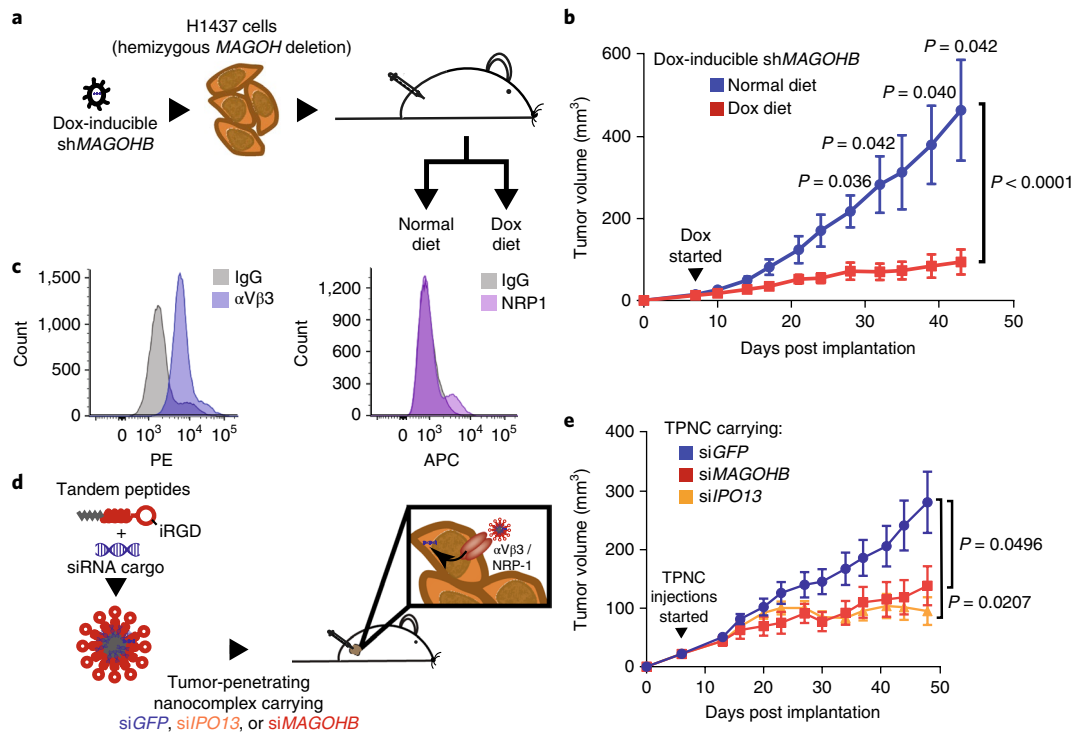 a
H1437 cells
(hemizygous MAGOH deletion)
Dox-inducible
shMAGOHB
Normal
diet
Dox
diet
b
Dox-inducible shMAGOHB
Normal diet
Dox diet
P = 0.036
P = 0.042
P = 0.040
P = 0.042
P < 0.0001
Dox
started
Tumor volume (mm3)
600
400
200
0
0 10 20 30 40 50
Days post implantation
c
IgG
αVβ3
Count
1,500
1,000
500
0
0 10^3 10^4 10^5
PE
IgG
NRP1
Count
1,200
900
600
300
0
0 10^3 10^4 10^5
APC
d
Tandem peptides
iRGD
+
siRNA cargo
αVβ3 /
NRP-1
Tumor-penetrating
nanocomplex carrying
siGFP, siIPO13, or siMAGOHB
e
TPNC carrying:
siGFP
siMAGOHB
siIPO13
TPNC
injections
started
P = 0.0496
P = 0.0207
Tumor volume (mm3)
400
300
200
100
0
0 10 20 30 40 50
Days post implantation